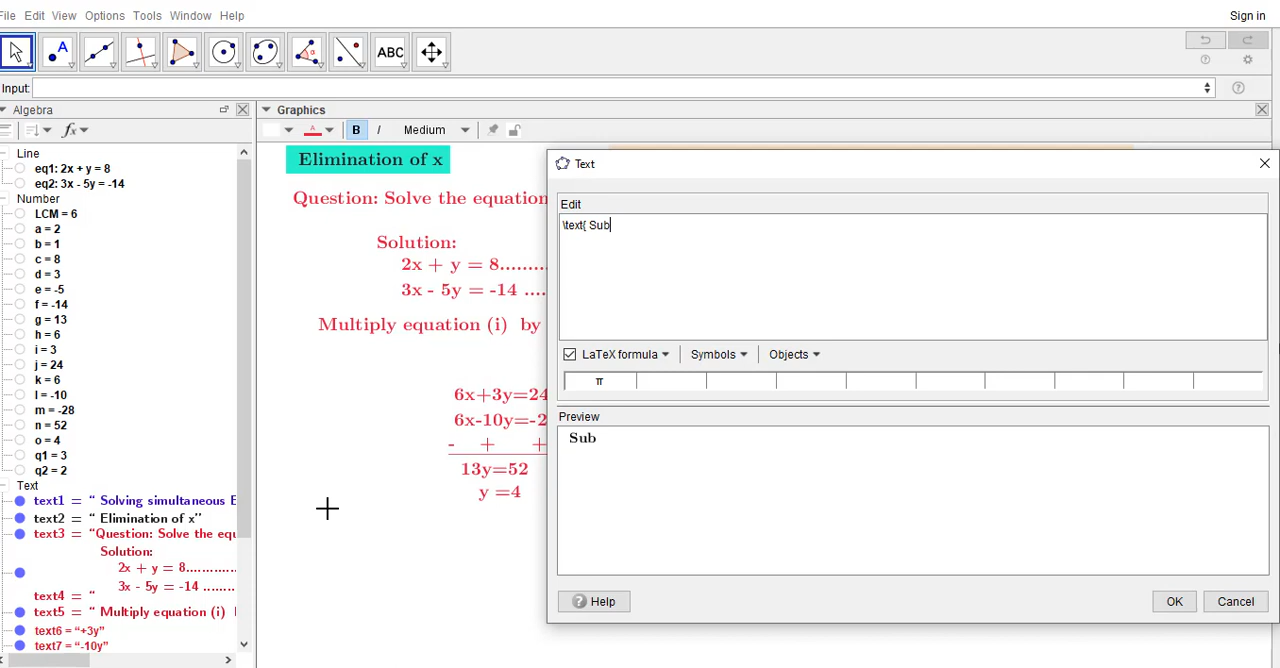 File Edit View Options Tools Window Help
Sign in
A
ABC
Input:
Algebra
Graphics
fx
A B I Medium
Line
eq1: 2x + y = 8
eq2: 3x - 5y = -14
Number
LCM = 6
a = 2
b = 1
c = 8
d = 3
e = -5
f = -14
g = 13
h = 6
i = 3
j = 24
k = 6
l = -10
m = -28
n = 52
o = 4
q1 = 3
q2 = 2
Text
text1 = “ Solving simultaneous E
text2 = “ Elimination of x”
text3 = “Question: Solve the equ
Solution:
2x + y = 8...........
3x - 5y = -14 ........
text4 = “
text5 = “ Multiply equation (i)
text6 = “+3y”
text7 = “-10y”
Elimination of x
Question: Solve the equation
Solution:
2x + y = 8........
3x - 5y = -14 ....
Multiply equation (i) by
6x+3y=24
6x-10y=-2
- + +
13y=52
y =4
Text
Edit
\text{ Sub
LaTeX formula
Symbols
Objects
π
Preview
Sub
Help
OK
Cancel